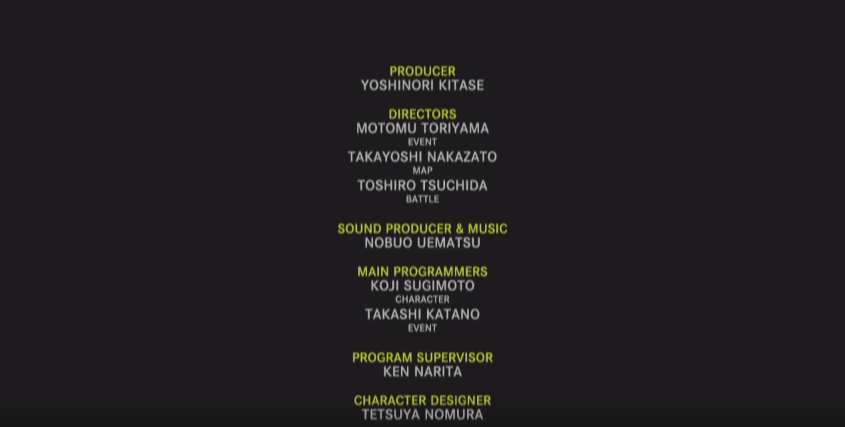 PRODUCER
YOSHINORI KITASE
DIRECTORS
MOTOMU TORIYAMA
EVENT
TAKAYOSHI NAKAZATO
MAP
TOSHIRO TSUCHIDA
BATTLE
SOUND PRODUCER & MUSIC
NOBUO UEMATSU
MAIN PROGRAMMERS
KOJI SUGIMOTO
CHARACTER
TAKASHI KATANO
EVENT
PROGRAM SUPERVISOR
KEN NARITA
CHARACTER DESIGNER
TETSUYA NOMURA